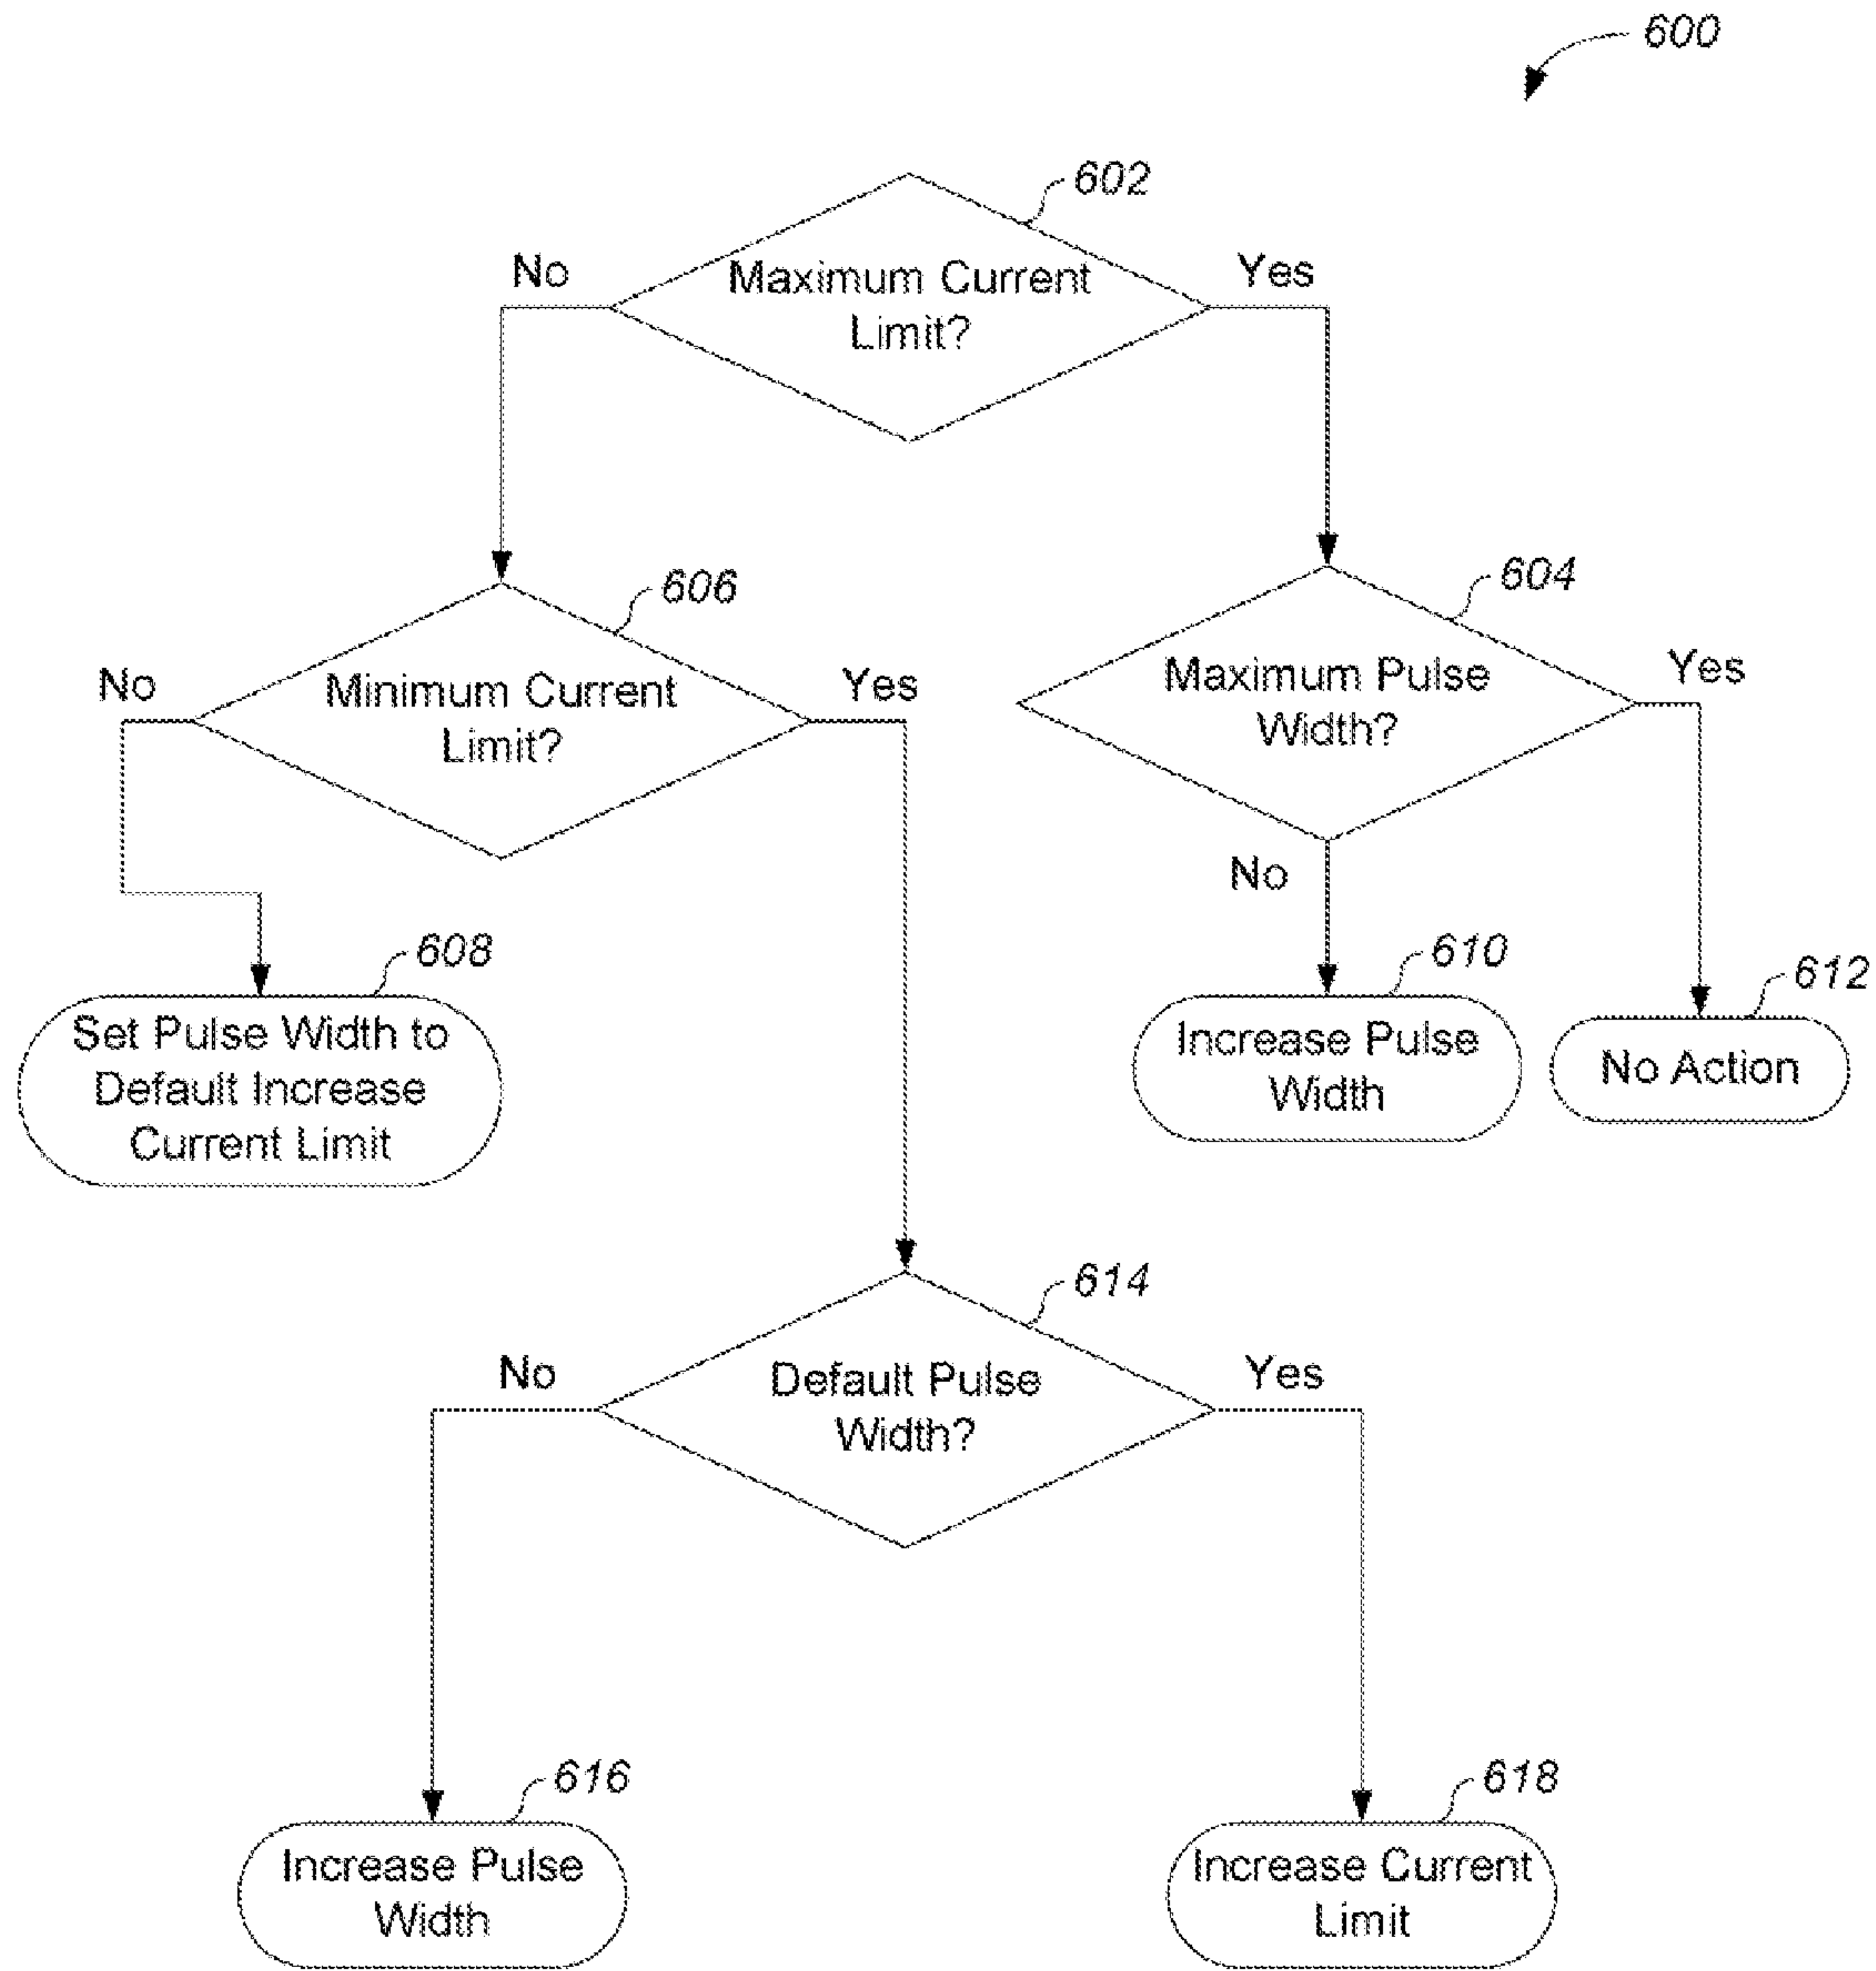 600
602
No
Maximum Current
Limit?
Yes
606
604
No
Minimum Current
Limit?
Yes
Maximum Pulse
Width?
Yes
No
608
610
612
Set Pulse Width to
Default Increase
Current Limit
Increase Pulse
Width
No Action
614
No
Default Pulse
Width?
Yes
616
618
Increase Pulse
Width
Increase Current
Limit